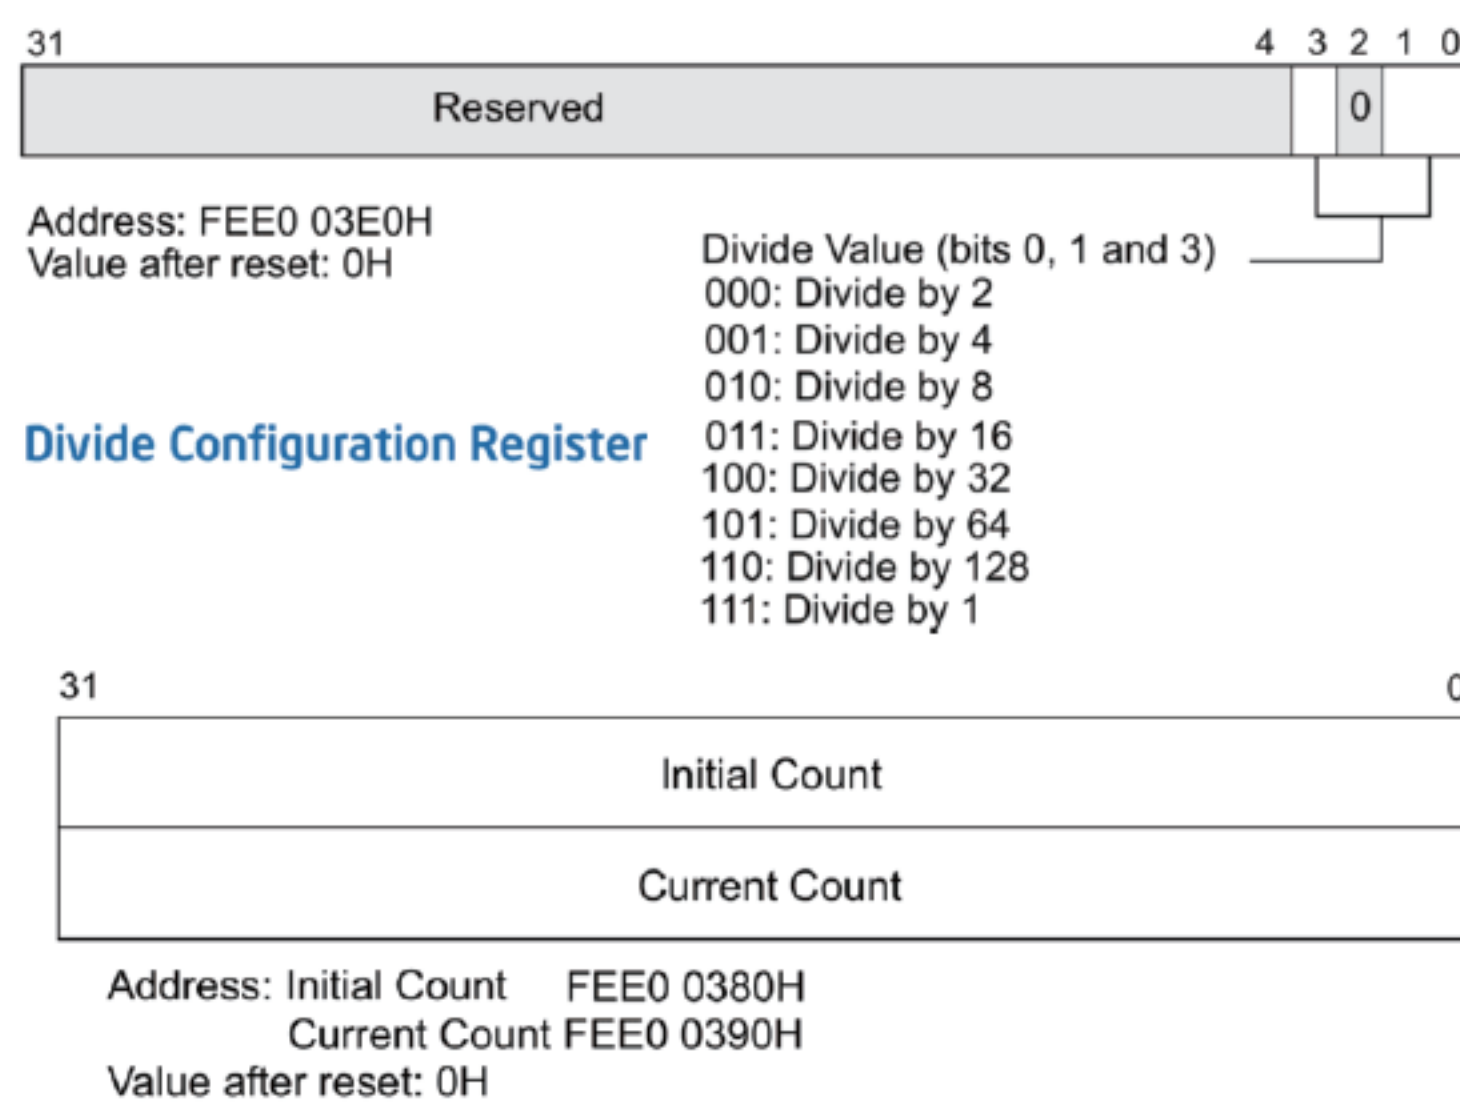 31 4 3 2 1 0
Reserved 0
Address: FEE0 03E0H
Value after reset: 0H
Divide Value (bits 0, 1 and 3)
000: Divide by 2
001: Divide by 4
010: Divide by 8
011: Divide by 16
100: Divide by 32
101: Divide by 64
110: Divide by 128
111: Divide by 1
Divide Configuration Register
31 0
Initial Count
Current Count
Address: Initial Count FEE0 0380H
Current Count FEE0 0390H
Value after reset: 0H